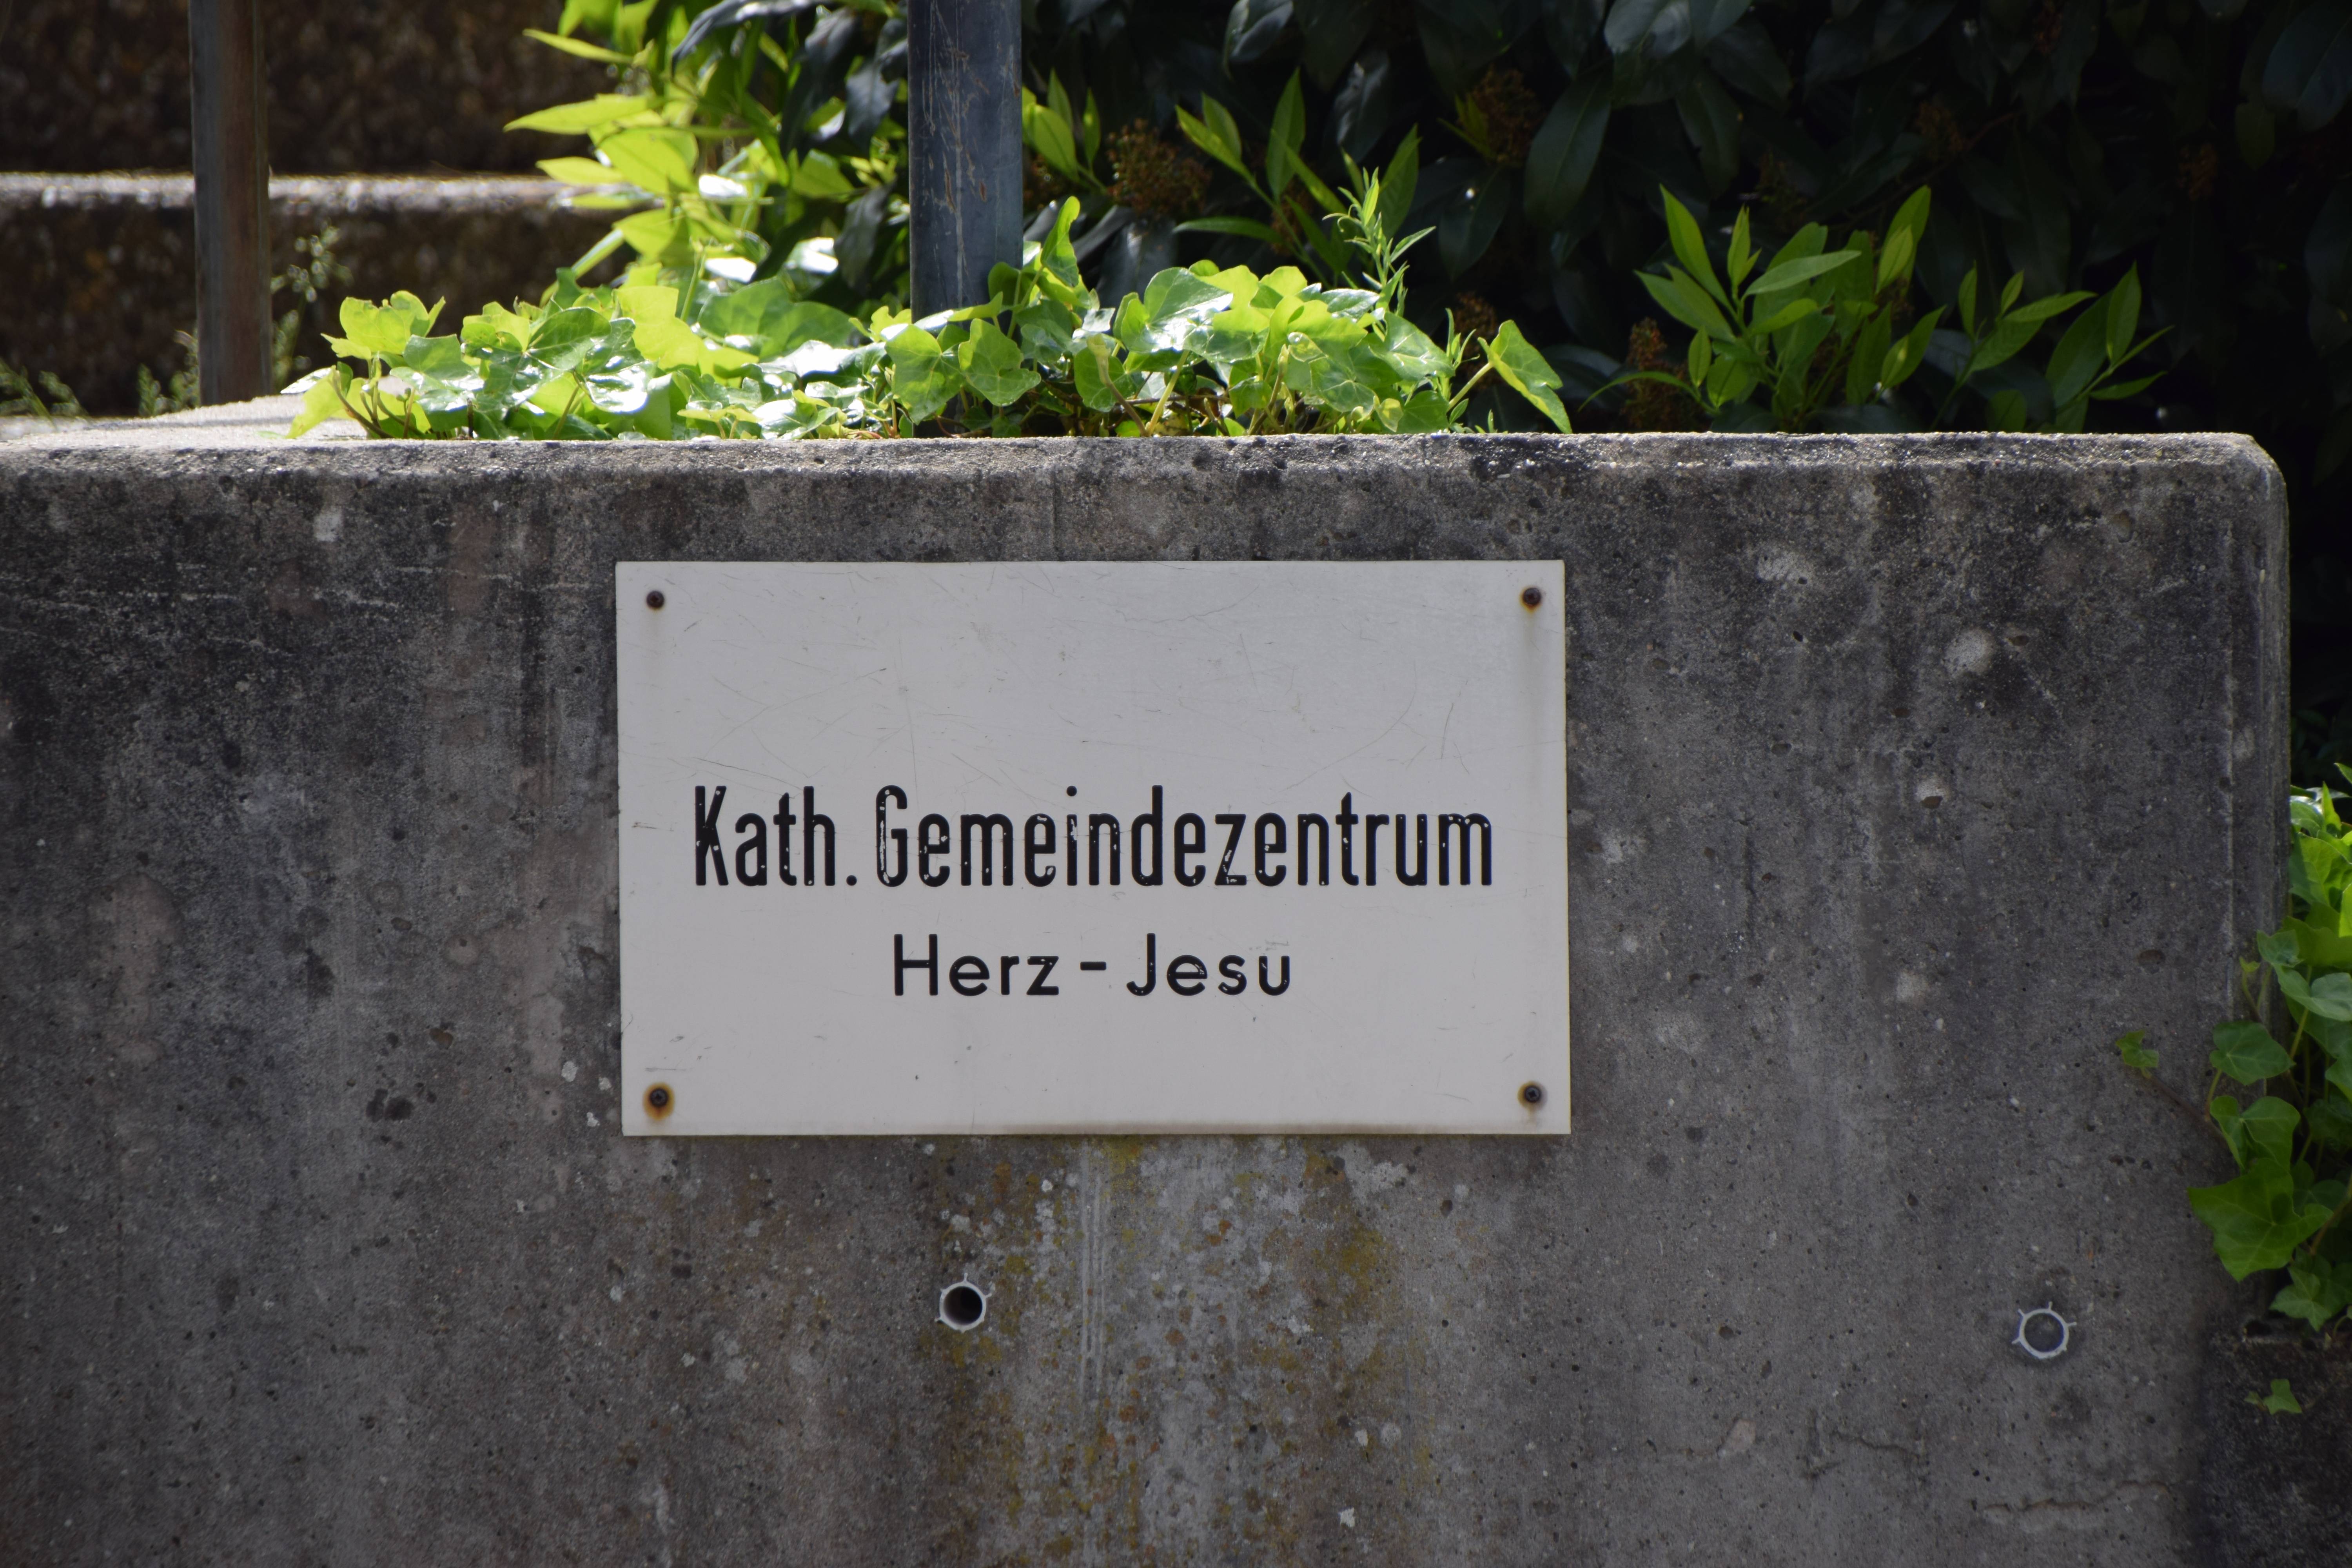 Kath. Gemeindezentrum
Herz - Jesu